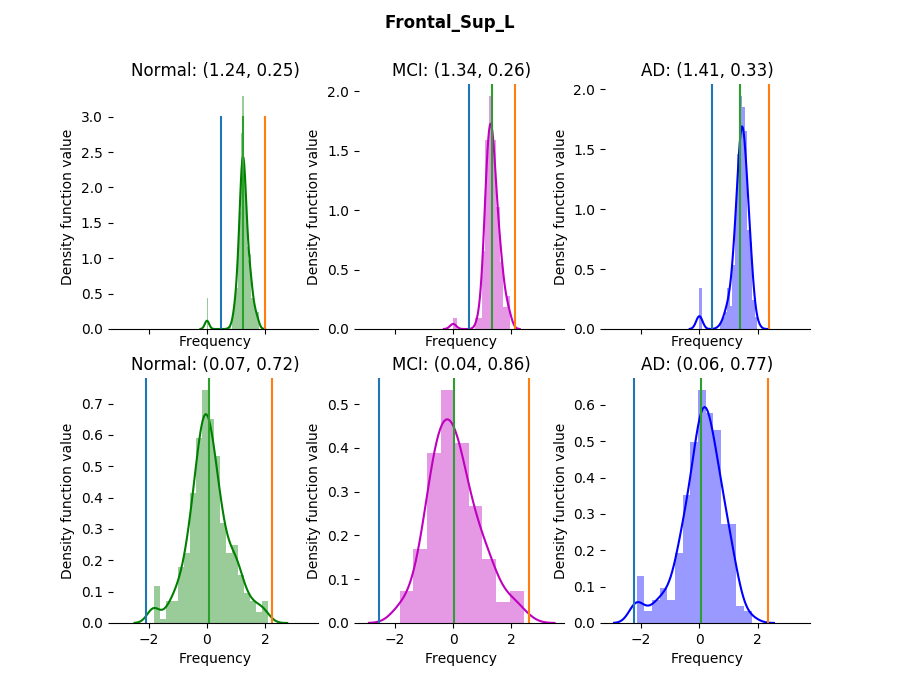 Frontal_Sup_L
Normal: (1.24, 0.25)
MCI: (1.34, 0.26)
AD: (1.41, 0.33)
Density function value
3.0
2.5
2.0
1.5
1.0
0.5
0.0
Frequency
Density function value
2.0
1.5
1.0
0.5
0.0
Frequency
Density function value
2.0
1.5
1.0
0.5
0.0
Frequency
Normal: (0.07, 0.72)
MCI: (0.04, 0.86)
AD: (0.06, 0.77)
Density function value
0.7
0.6
0.5
0.4
0.3
0.2
0.1
0.0
−2 0 2
Frequency
Density function value
0.5
0.4
0.3
0.2
0.1
0.0
−2 0 2
Frequency
Density function value
0.6
0.5
0.4
0.3
0.2
0.1
0.0
−2 0 2
Frequency